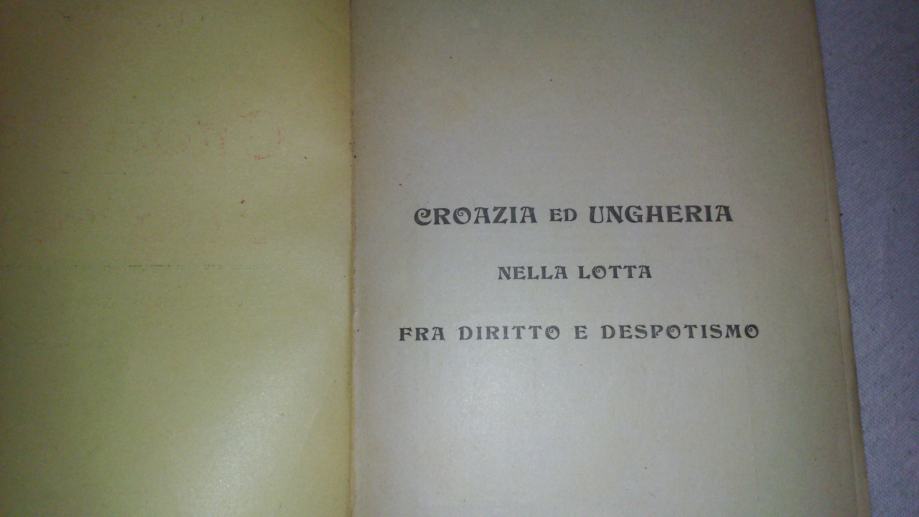 CROAZIA ED UNGHERIA
NELLA LOTTA
FRA DIRITTO E DESPOTISMO